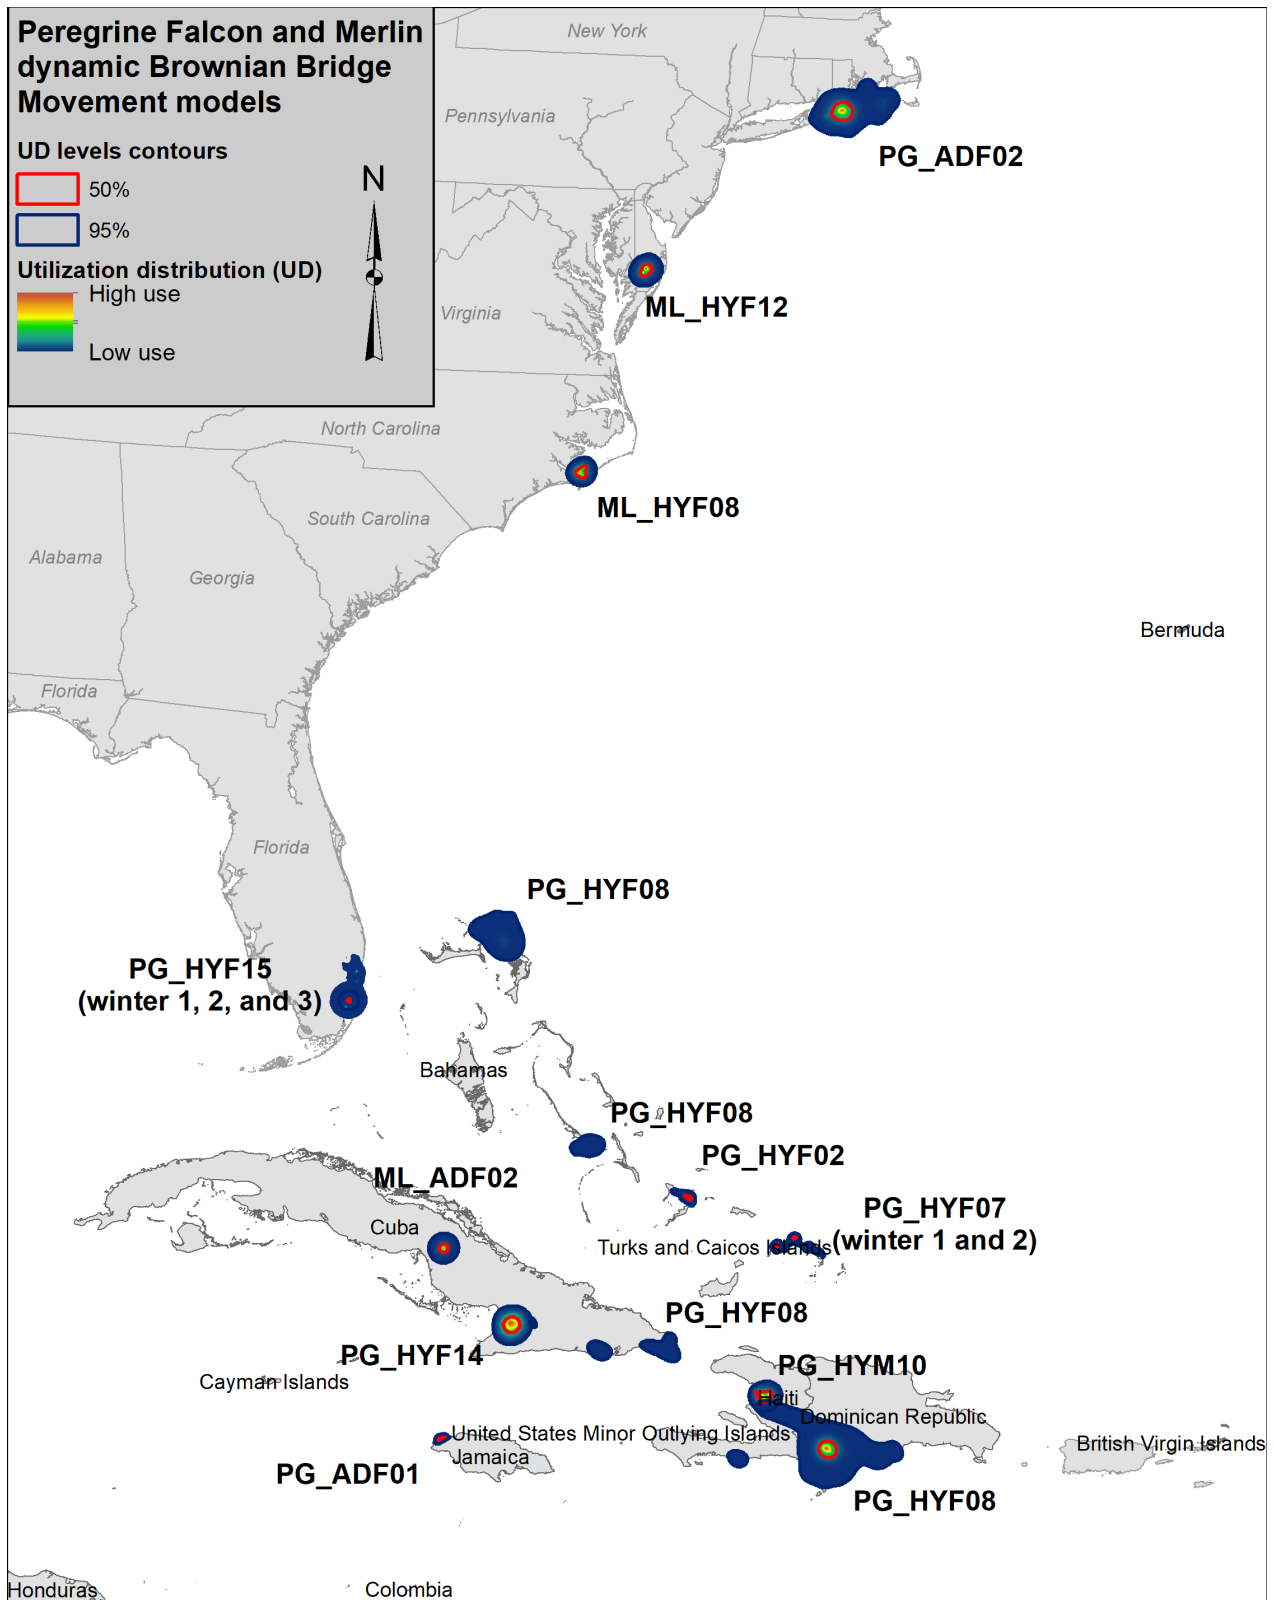 Peregrine Falcon and Merlin
dynamic Brownian Bridge
Movement models
UD levels contours
50%
95%
Utilization distribution (UD)
High use
Low use
N
New York
Pennsylvania
PG_ADF02
ML_HYF12
Virginia
North Carolina
ML_HYF08
South Carolina
Alabama
Georgia
Bermuda
Florida
Florida
PG_HYF08
PG_HYF15
(winter 1, 2, and 3)
Bahamas
PG_HYF08
PG_HYF02
ML_ADF02
Cuba
PG_HYF07
(winter 1 and 2)
Turks and Caicos Islands
PG_HYF08
PG_HYF14
PG_HYM10
Cayman Islands
Haiti
Dominican Republic
United States Minor Outlying Islands
British Virgin Islands
Jamaica
PG_ADF01
PG_HYF08
Honduras
Colombia